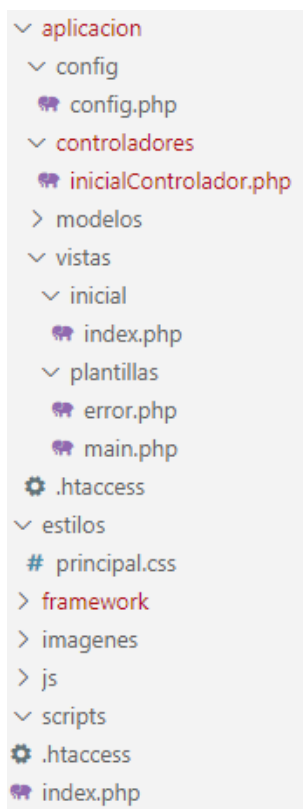 aplicacion
config
config.php
controladores
inicialControlador.php
modelos
vistas
inicial
index.php
plantillas
error.php
main.php
.htaccess
estilos
# principal.css
framework
imagenes
js
scripts
.htaccess
index.php